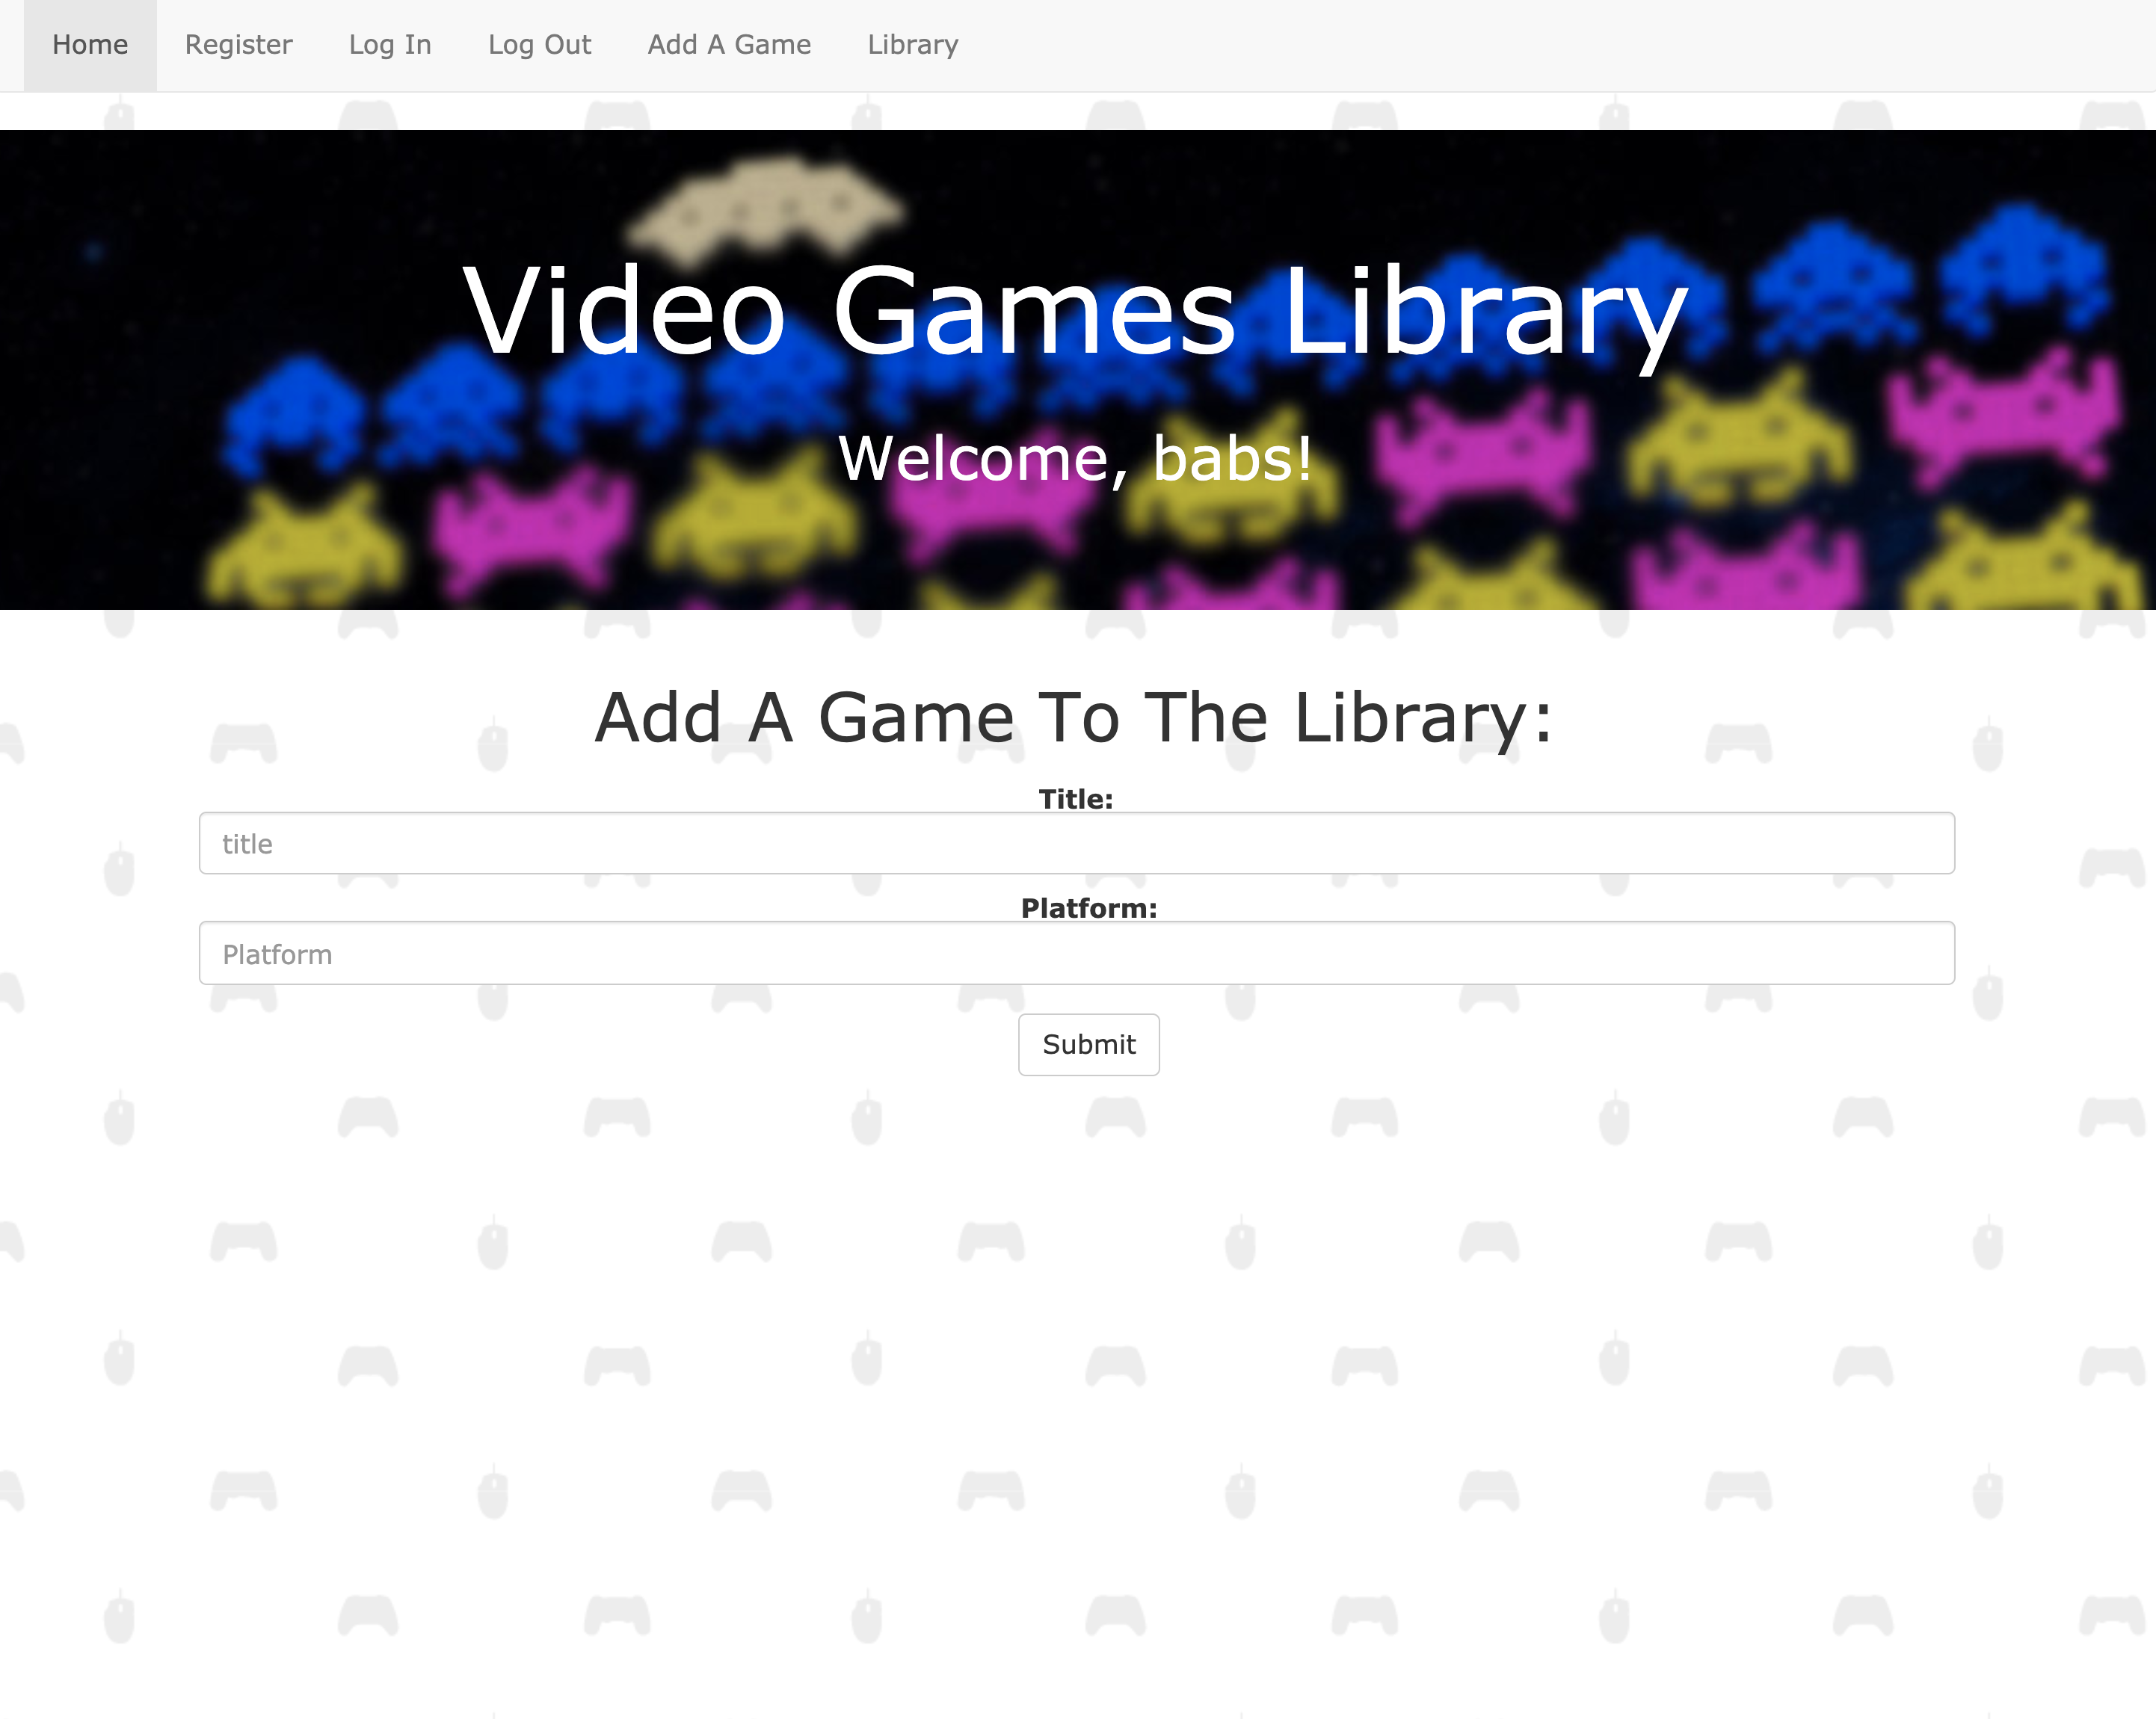 Home Register Log In Log Out Add A Game Library
Video Games Library
Welcome, babs!
Add A Game To The Library:
Title:
title
Platform:
Platform
Submit